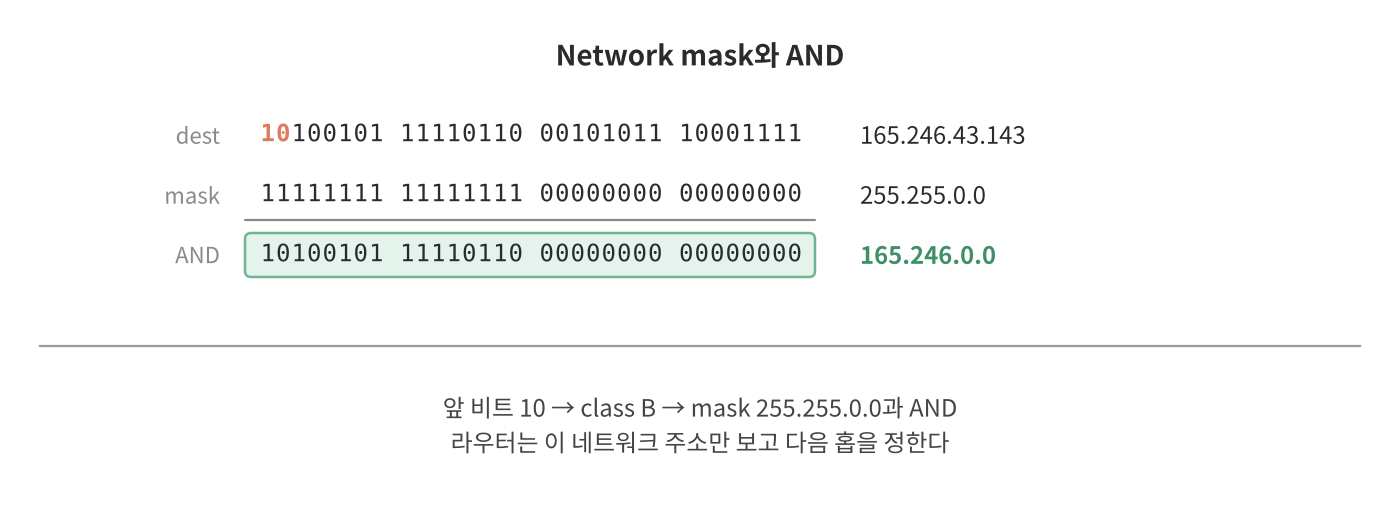 Network mask와 AND
dest 10100101 11110110 00101011 10001111 165.246.43.143
mask 11111111 11111111 00000000 00000000 255.255.0.0
AND 10100101 11110110 00000000 00000000 165.246.0.0
앞 비트 10 → class B → mask 255.255.0.0과 AND
라우터는 이 네트워크 주소만 보고 다음 홉을 정한다